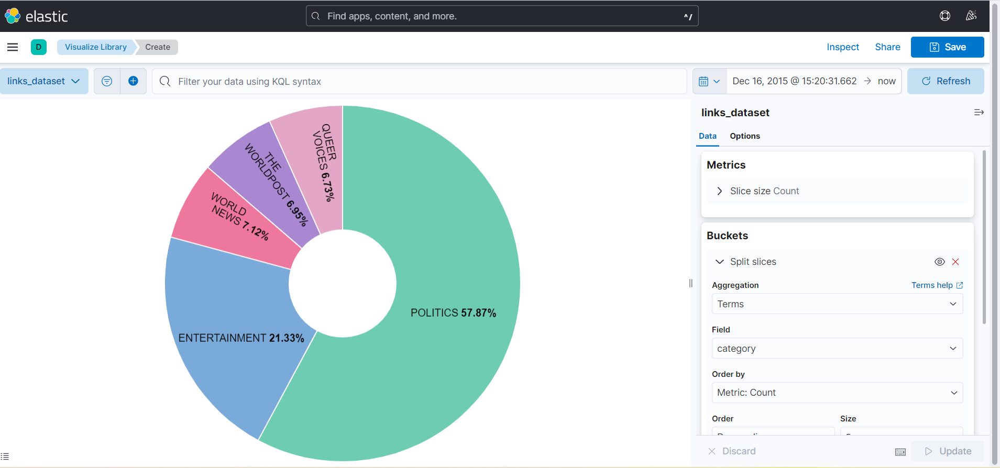 elastic
Find apps, content, and more.
^/
D
Visualize Library
Create
Inspect
Share
Save
links_dataset
Filter your data using KQL syntax
Dec 16, 2015 @ 15:20:31.662 → now
Refresh
QUEER
VOICES 6.73%
THE
WORLDPOST 6.95%
WORLD
NEWS 7.12%
ENTERTAINMENT 21.33%
POLITICS 57.87%
links_dataset
Data
Options
Metrics
Slice size Count
Buckets
Split slices
Aggregation
Terms help
Terms
Field
category
Order by
Metric: Count
Order
Size
Discard
Update